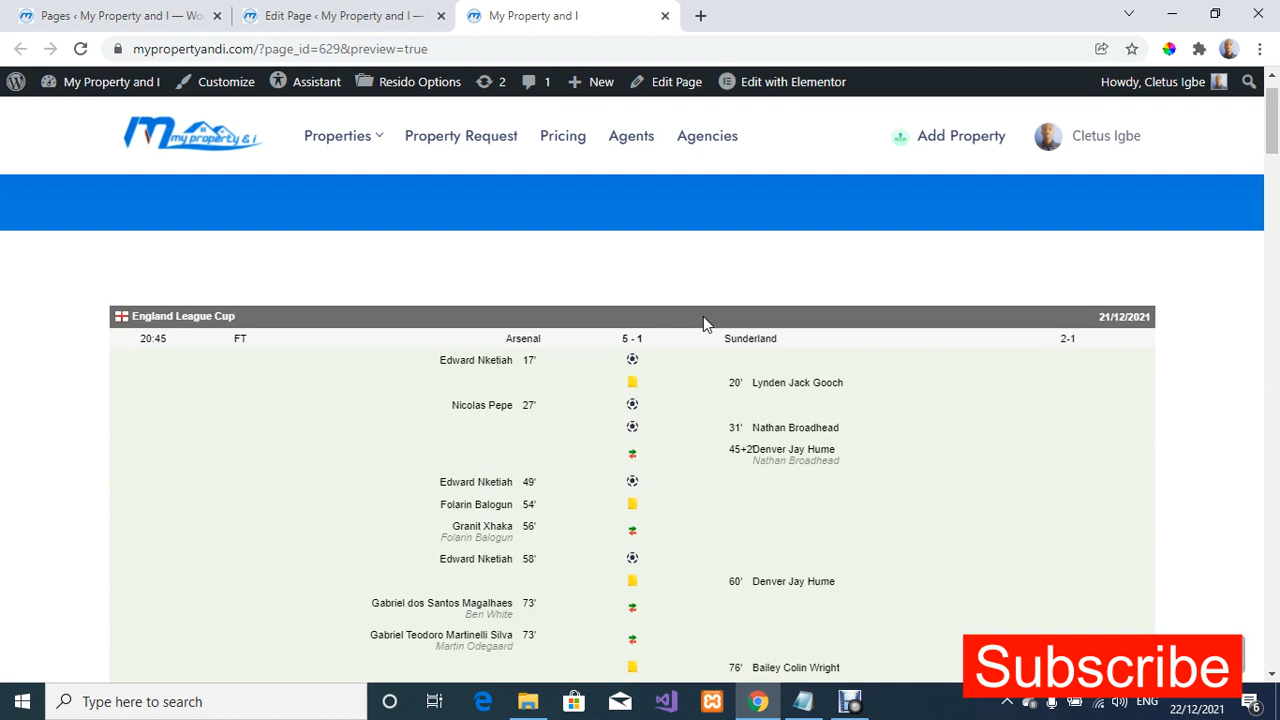 Pages ‹ My Property and I — Wo
Edit Page ‹ My Property and I — 
My Property and I
mypropertyandi.com/?page_id=629&preview=true
My Property and I
Customize
Assistant
Resido Options
2
1
New
Edit Page
Edit with Elementor
Howdy, Cletus Igbe
my property & i
Properties
Property Request
Pricing
Agents
Agencies
Add Property
Cletus Igbe
England League Cup
21/12/2021
20:45 FT Arsenal 5 - 1 Sunderland 2-1
Edward Nketiah 17'
20' Lynden Jack Gooch
Nicolas Pepe 27'
31' Nathan Broadhead
45+2'Denver Jay Hume
Nathan Broadhead
Edward Nketiah 49'
Folarin Balogun 54'
Granit Xhaka 56'
Folarin Balogun
Edward Nketiah 58'
60' Denver Jay Hume
Gabriel dos Santos Magalhaes 73'
Ben White
Gabriel Teodoro Martinelli Silva 73'
Martin Odegaard
76' Bailey Colin Wright
Subscribe
Type here to search
ENG
22/12/2021
6